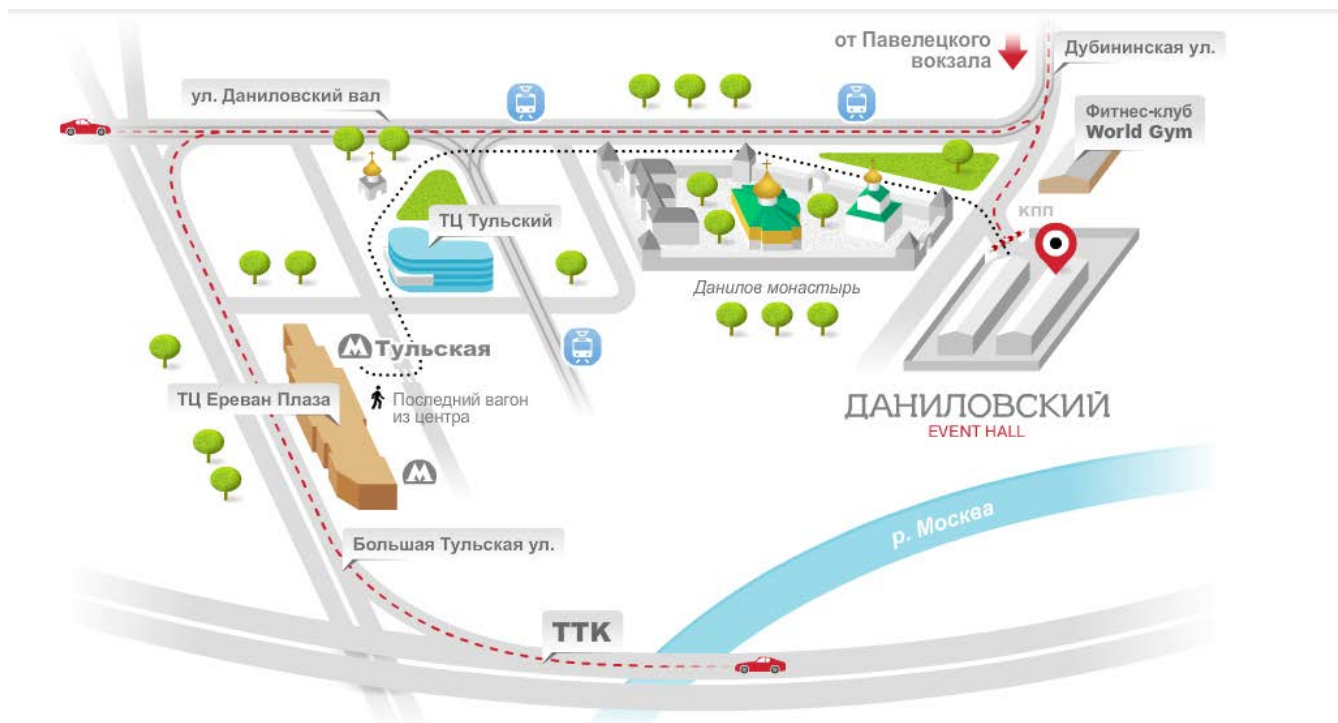 от Павелецкого
вокзала
Дубининская ул.
ул. Даниловский вал
Фитнес-клуб
World Gym
ТЦ Тульский
КПП
Данилов монастырь
М Тульская
ТЦ Ереван Плаза
Последний вагон
из центра
ДАНИЛОВСКИЙ
EVENT HALL
М
р. Москва
Большая Тульская ул.
ТТК